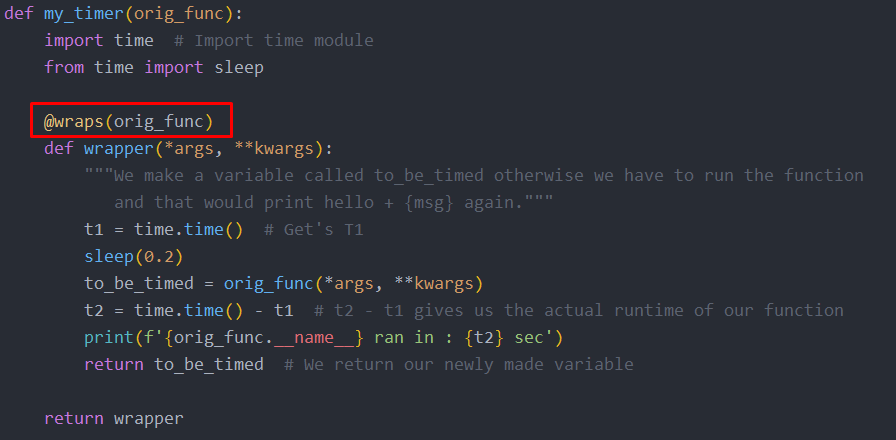 def my_timer(orig_func):
    import time  # Import time module
    from time import sleep

    @wraps(orig_func)
    def wrapper(*args, **kwargs):
        """We make a variable called to_be_timed otherwise we have to run the function
           and that would print hello + {msg} again."""
        t1 = time.time()  # Get's T1
        sleep(0.2)
        to_be_timed = orig_func(*args, **kwargs)
        t2 = time.time() - t1  # t2 - t1 gives us the actual runtime of our function
        print(f'{orig_func.__name__} ran in : {t2} sec')
        return to_be_timed  # We return our newly made variable

    return wrapper